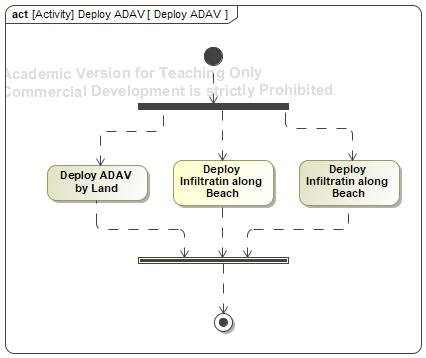 act [Activity] Deploy ADAV [ Deploy ADAV ]
Academic Version for Teaching Only
Commercial Development is strictly Prohibited
Deploy ADAV
by Land
Deploy
Infiltratin along
Beach
Deploy
Infiltratin along
Beach